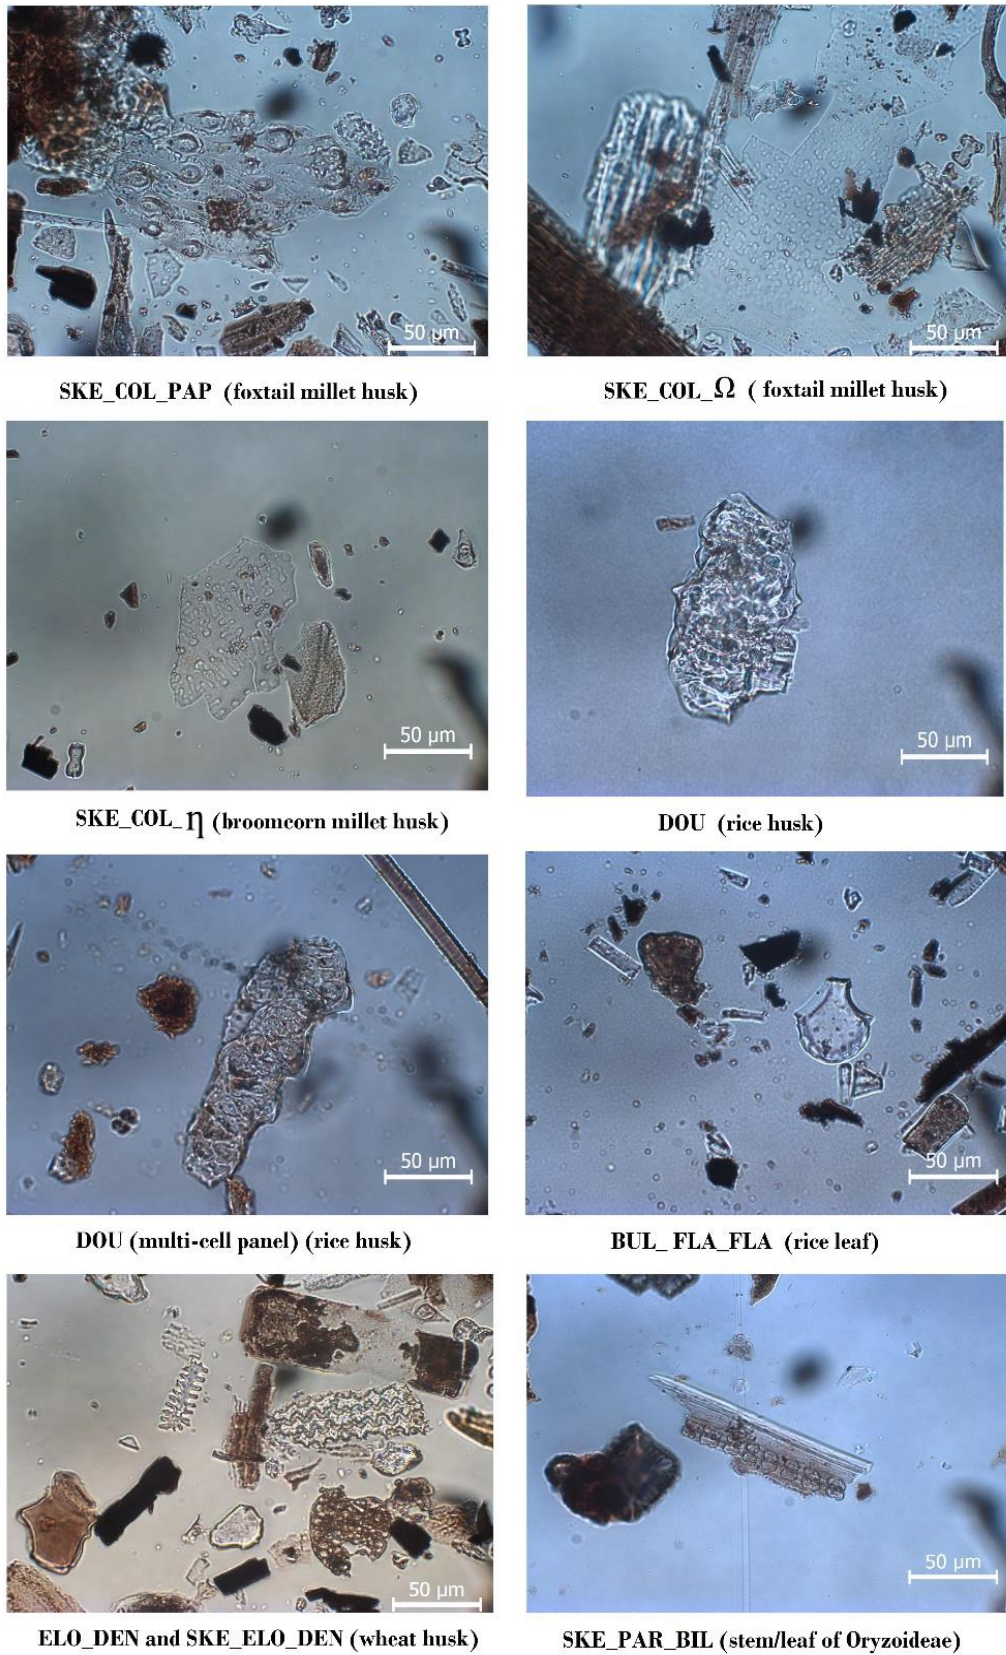 50 µm
50 µm
SKE_COL_PAP (foxtail millet husk)
SKE_COL_Ω ( foxtail millet husk)
50 µm
50 µm
SKE_COL_η (broomcorn millet husk)
DOU (rice husk)
50 µm
50 µm
DOU (multi-cell panel) (rice husk)
BUL_ FLA_FLA (rice leaf)
50 µm
50 µm
ELO_DEN and SKE_ELO_DEN (wheat husk)
SKE_PAR_BIL (stem/leaf of Oryzoideae)